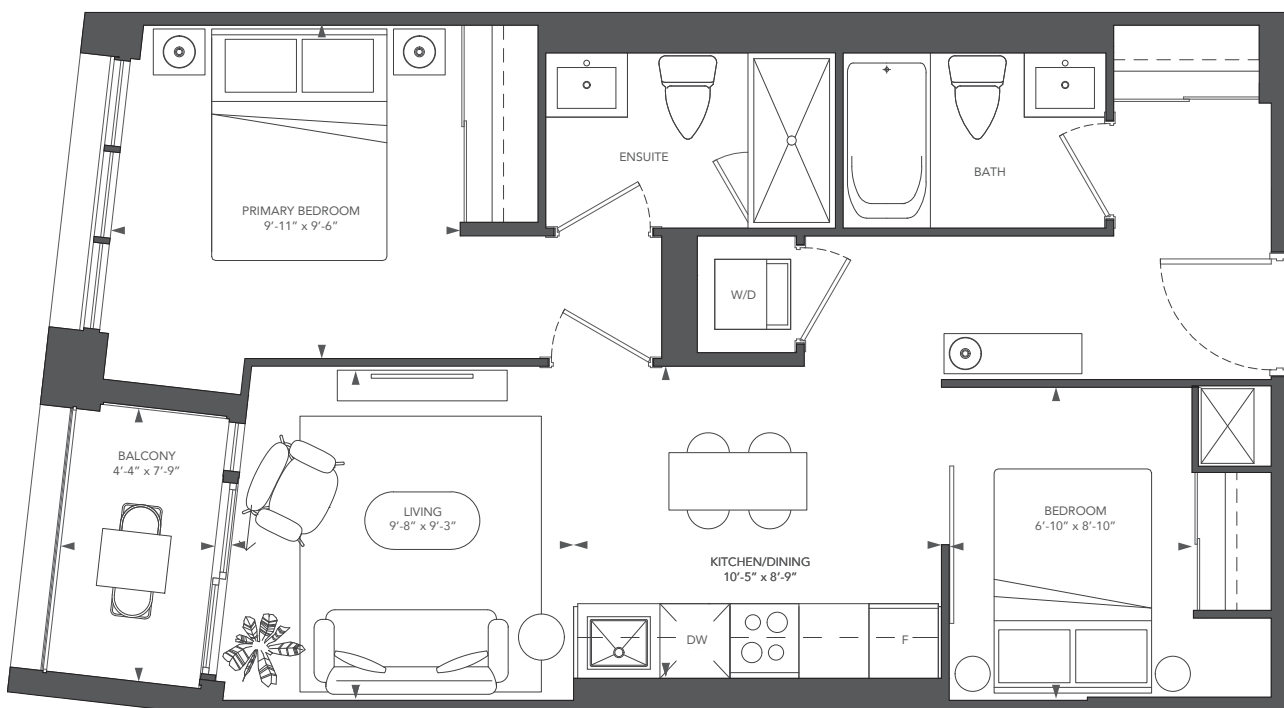 ENSUITE
BATH
PRIMARY BEDROOM
9'-11" x 9'-6"
W/D
BALCONY
4'-4" x 7'-9"
LIVING
9'-8" x 9'-3"
BEDROOM
6'-10" x 8'-10"
KITCHEN/DINING
10'-5" x 8'-9"
DW
F